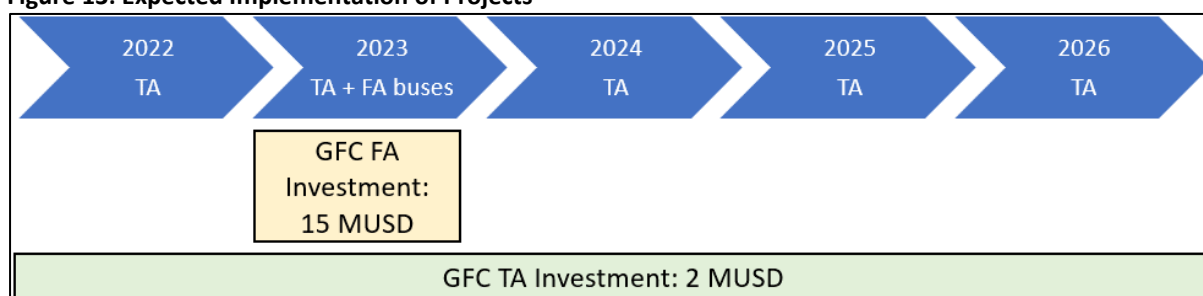 Figure 13: Expected Implementation of Projects
2022
TA
2023
TA + FA buses
2024
TA
2025
TA
2026
TA
GFC FA
Investment:
15 MUSD
GFC TA Investment: 2 MUSD